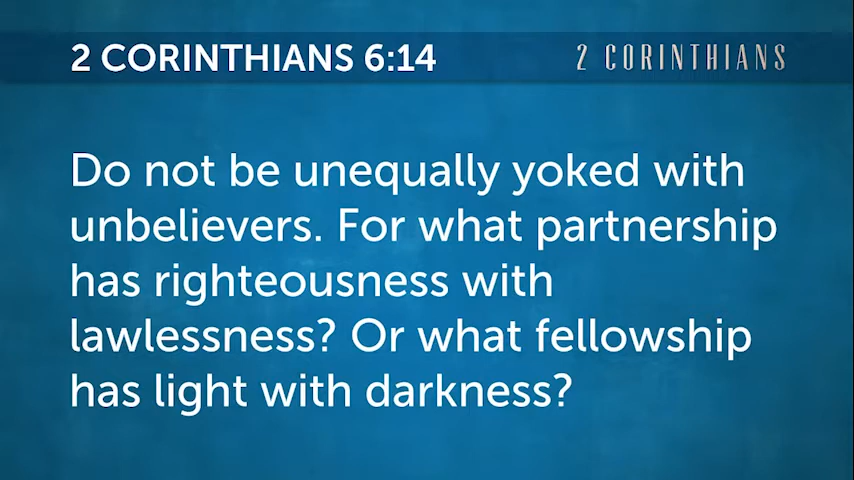 2 CORINTHIANS 6:14
2 CORINTHIANS
Do not be unequally yoked with
unbelievers. For what partnership
has righteousness with
lawlessness? Or what fellowship
has light with darkness?